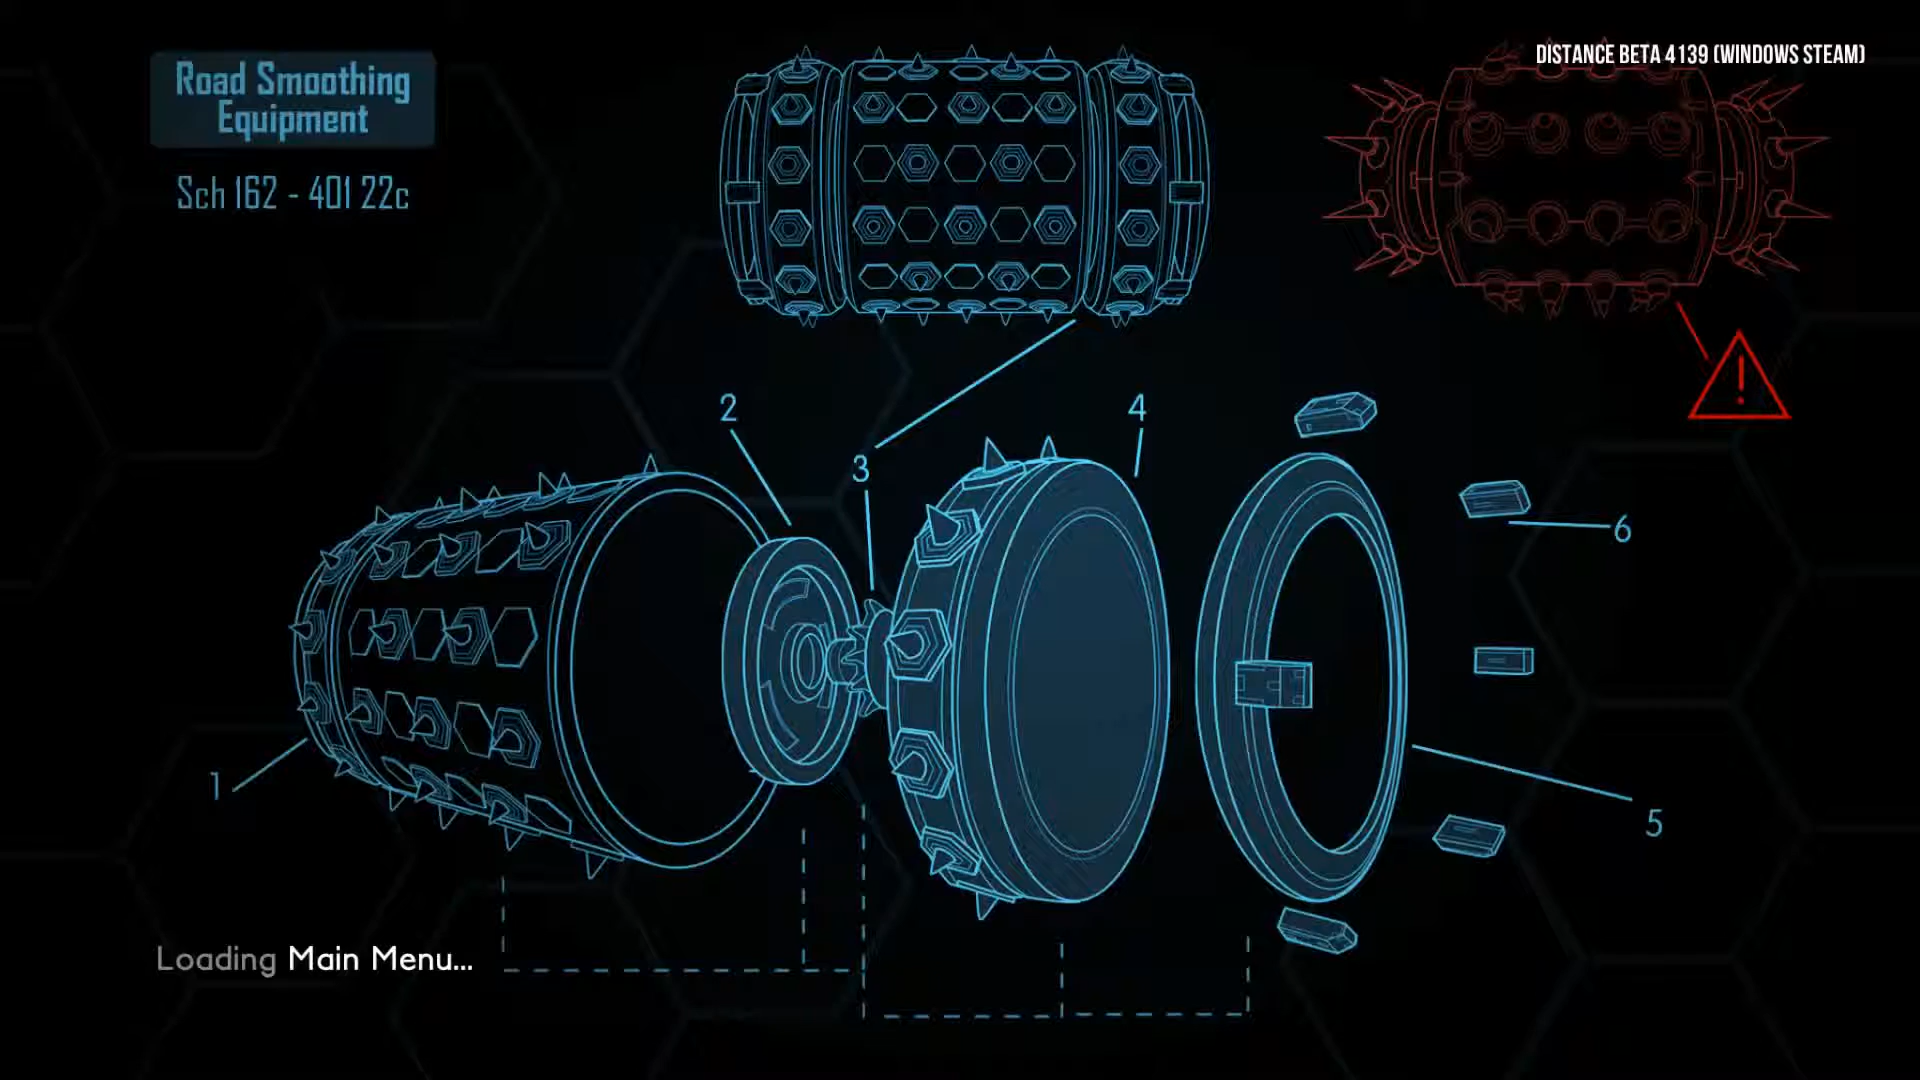 Road Smoothing
Equipment
Sch 162 - 401 22c
DISTANCE BETA 4139 (WINDOWS STEAM)
2
3
4
6
1
5
Loading Main Menu...